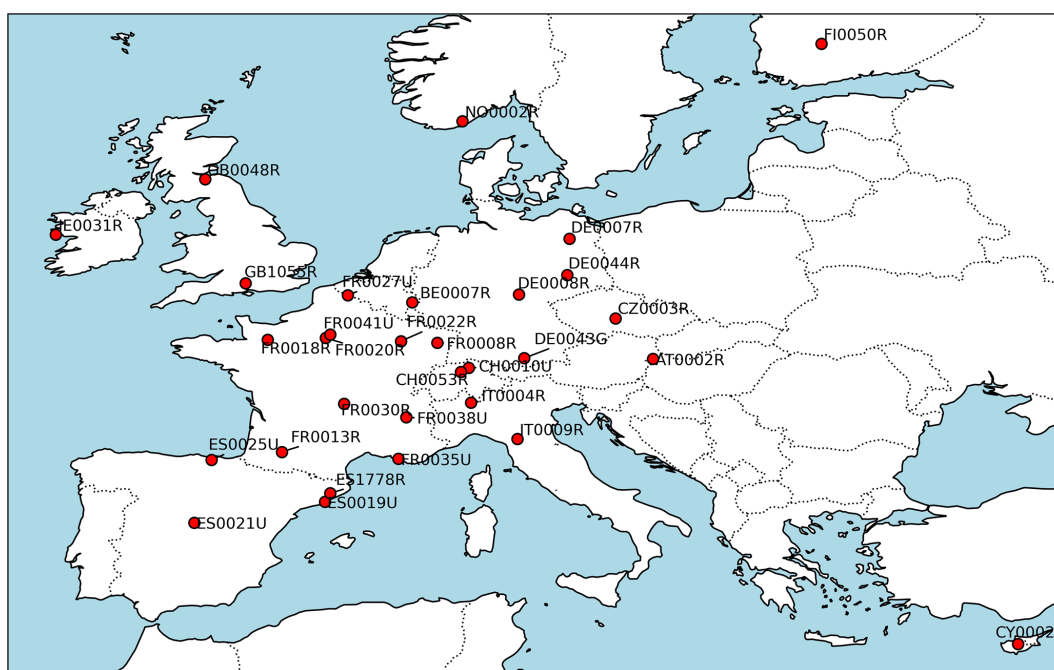 FI0050R
NO0002R
GB0048R
IE0031R
DE0007R
GB1055R
FR0027U
DE0044R
BE0007R
DE0008R
CZ0003R
FR0041U
FR0022R
FR0018R
FR0020R
FR0008R
DE0043G
AT0002R
CH0010U
CH0053R
IT0004R
FR0030R
FR0038U
IT0009R
ES0025U
FR0013R
FR0035U
ES1778R
ES0019U
ES0021U
CY0002